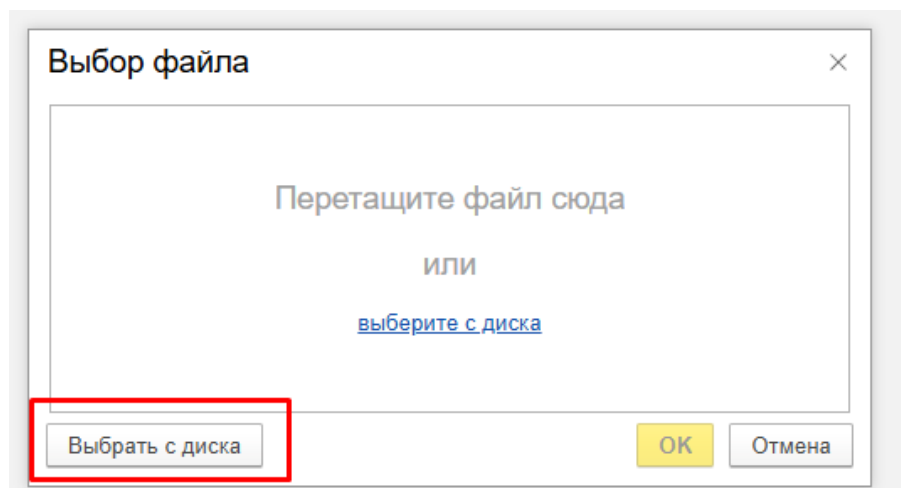 Выбор файла
Перетащите файл сюда
или
выберите с диска
Выбрать с диска
ОК
Отмена